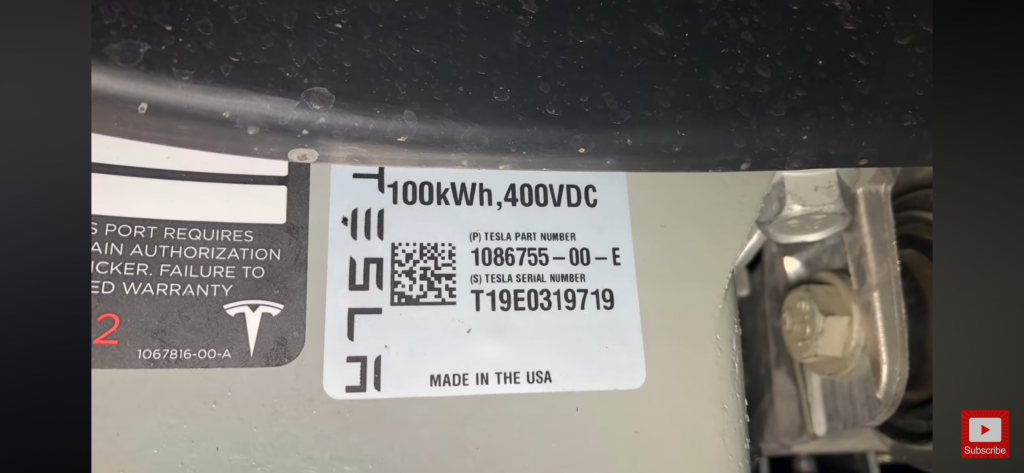 S PORT REQUIRES
AIN AUTHORIZATION
ICKER. FAILURE TO
ED WARRANTY
2
1067816-00-A
TESLA
100kWh,400VDC
(P) TESLA PART NUMBER
1086755-00-E
(S) TESLA SERIAL NUMBER
T19E0319719
MADE IN THE USA
Subscribe